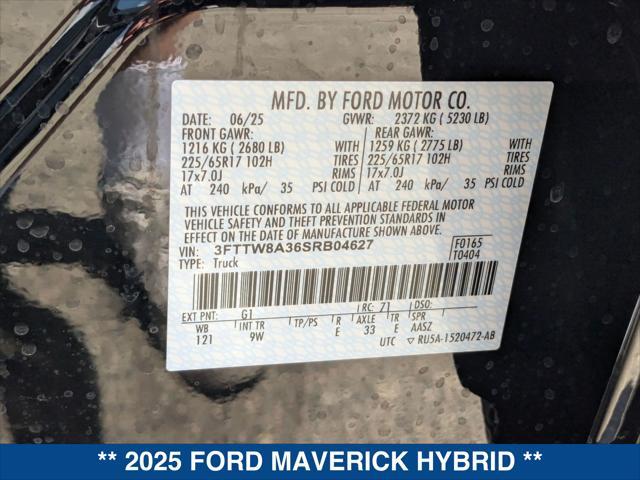 MFD. BY FORD MOTOR CO.
DATE: 06/25 GVWR: 2372 KG ( 5230 LB)
FRONT GAWR: REAR GAWR:
1216 KG ( 2680 LB) WITH 1259 KG ( 2775 LB) WITH
225/65R17 102H TIRES 225/65R17 102H TIRES
17x7.0J RIMS 17x7.0J RIMS
AT 240 kPa/ 35 PSI COLD AT 240 kPa/ 35 PSI COLD
THIS VEHICLE CONFORMS TO ALL APPLICABLE FEDERAL MOTOR
VEHICLE SAFETY AND THEFT PREVENTION STANDARDS IN
EFFECT ON THE DATE OF MANUFACTURE SHOWN ABOVE.
VIN: 3FTTW8A36SRB04627 F0165
TYPE: Truck T0404
EXT PNT: G1 RC: 71 DSO:
WB INT TR TP/PS R AXLE TR SPR
121 9W E 33 E AASZ
UTC ▽ RU5A-1520472-AB
** 2025 FORD MAVERICK HYBRID **